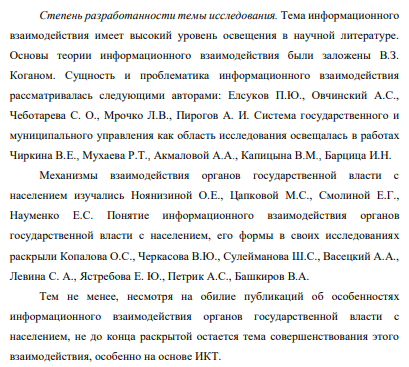 Степень разработанности темы исследования. Тема информационного
взаимодействия имеет высокий уровень освещения в научной литературе.
Основы теории информационного взаимодействия были заложены В.З.
Коганом. Сущность и проблематика информационного взаимодействия
рассматривалась следующими авторами: Елсуков П.Ю., Овчинский А.С.,
Чеботарева С. О., Мрочко Л.В., Пирогов А. И. Система государственного и
муниципального управления как область исследования освещалась в работах
Чиркина В.Е., Мухаева Р.Т., Акмаловой А.А., Капицына В.М., Барцица И.Н.
Механизмы взаимодействия органов государственной власти с
населением изучались Ноянизиной О.Е., Цапковой М.С., Смолиной Е.Г.,
Науменко Е.С. Понятие информационного взаимодействия органов
государственной власти с населением, его формы в своих исследованиях
раскрыли Копалова О.С., Черкасова В.Ю., Сулейманова Ш.С., Васецкий А.А.,
Левина С. А., Ястребова Е. Ю., Петрик А.С., Башкиров В.А.
Тем не менее, несмотря на обилие публикаций об особенностях
информационного взаимодействия органов государственной власти с
населением, не до конца раскрытой остается тема совершенствования этого
взаимодействия, особенно на основе ИКТ.